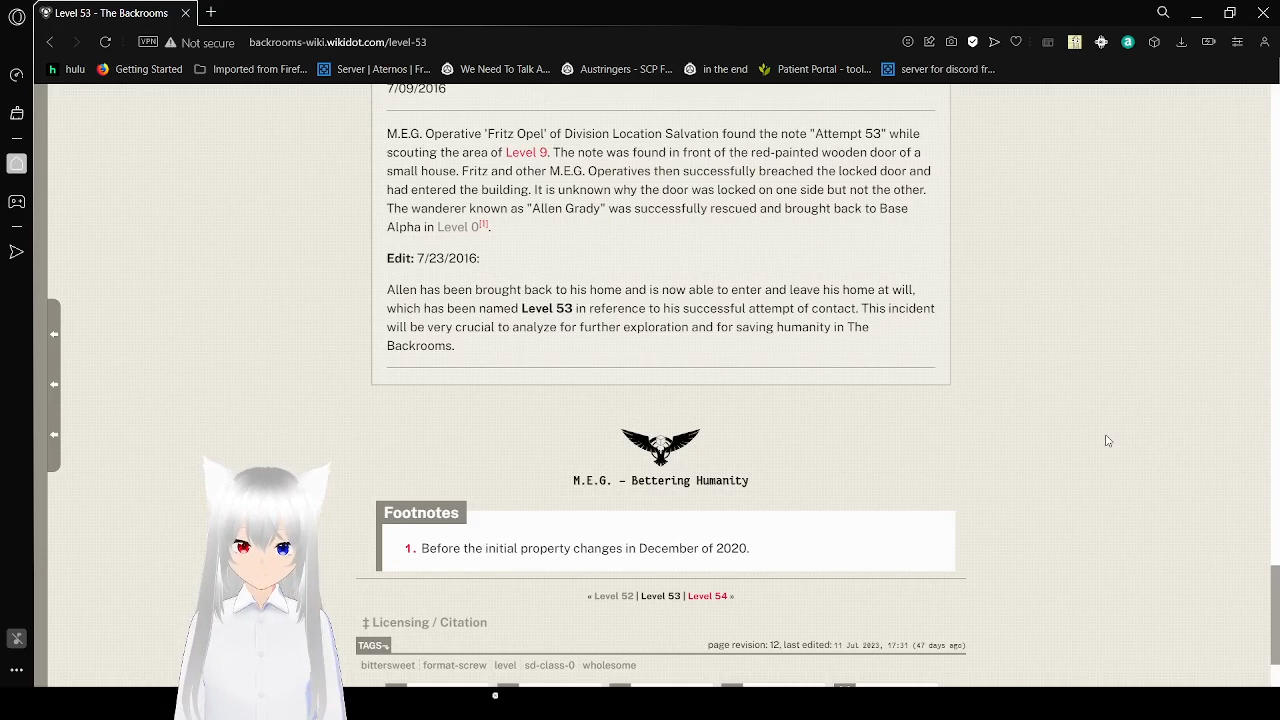 Level 53 - The Backrooms
VPN Not secure backrooms-wiki.wikidot.com/level-53
hulu Getting Started Imported from Firef... Server | Aternos | Fr... We Need To Talk A... Austringers - SCP F... in the end Patient Portal - tool... server for discord fr...
7/09/2016
M.E.G. Operative 'Fritz Opel' of Division Location Salvation found the note "Attempt 53" while
scouting the area of Level 9. The note was found in front of the red-painted wooden door of a
small house. Fritz and other M.E.G. Operatives then successfully breached the locked door and
had entered the building. It is unknown why the door was locked on one side but not the other.
The wanderer known as "Allen Grady" was successfully rescued and brought back to Base
Alpha in Level 0[1].
Edit: 7/23/2016:
Allen has been brought back to his home and is now able to enter and leave his home at will,
which has been named Level 53 in reference to his successful attempt of contact. This incident
will be very crucial to analyze for further exploration and for saving humanity in The
Backrooms.
M.E.G. – Bettering Humanity
Footnotes
1. Before the initial property changes in December of 2020.
« Level 52 | Level 53 | Level 54 »
‡ Licensing / Citation
TAGS
page revision: 12, last edited: 11 Jul 2023, 17:31 (47 days ago)
bittersweet format-screw level sd-class-0 wholesome